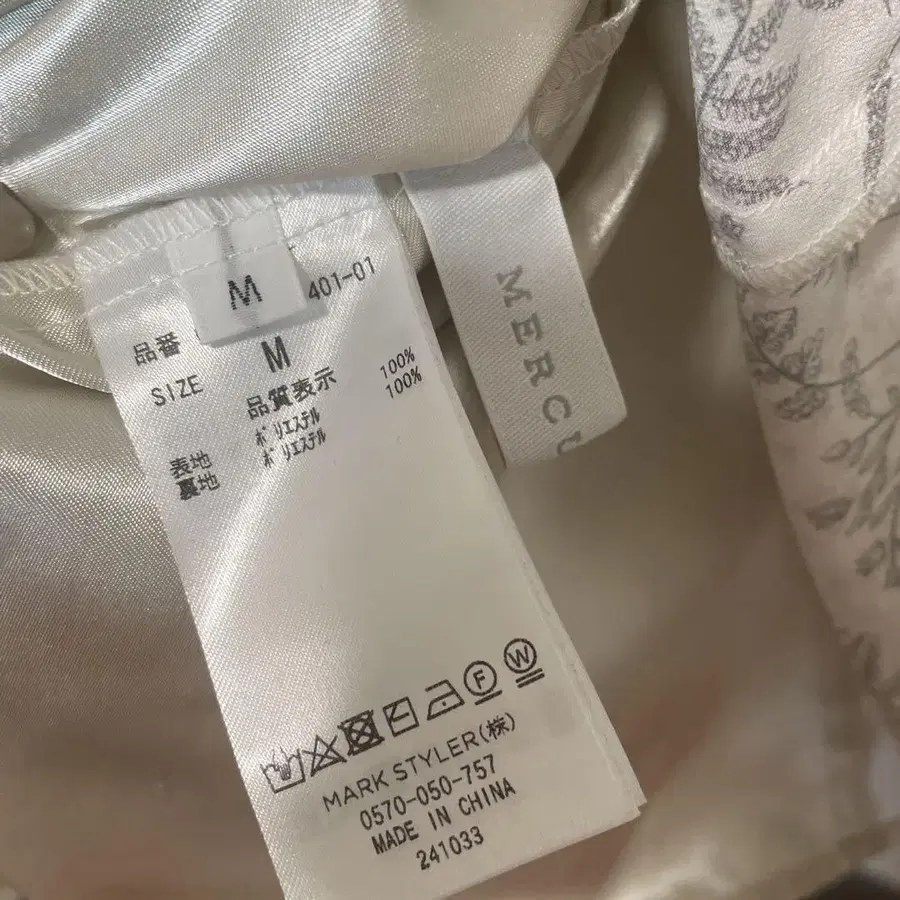 M
401-01
品番
SIZE M
品質表示
表地 ポリエステル 100%
裏地 ポリエステル 100%
MARK STYLER(株)
0570-050-757
MADE IN CHINA
241033
F
W
MERCU